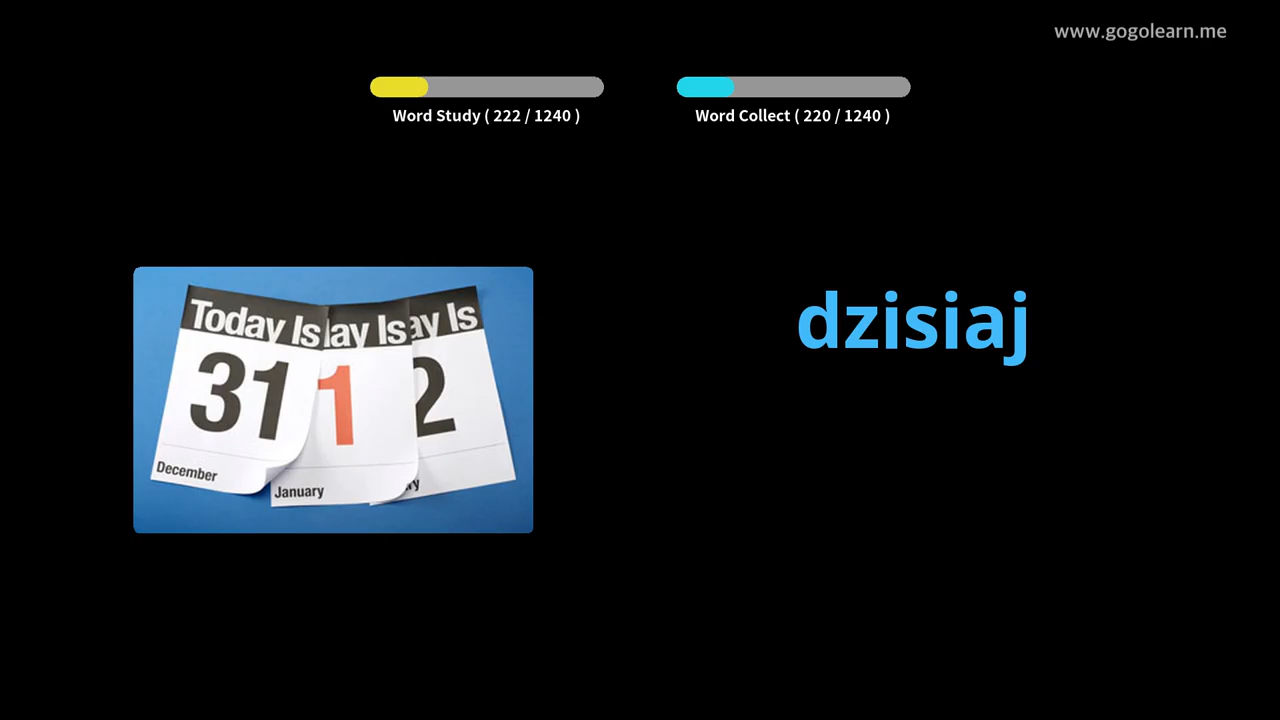 www.gogolearn.me
Word Study ( 222 / 1240 )
Word Collect ( 220 / 1240 )
dzisiaj
Today Is
ay Is
ay Is
31
1
2
December
January
ry